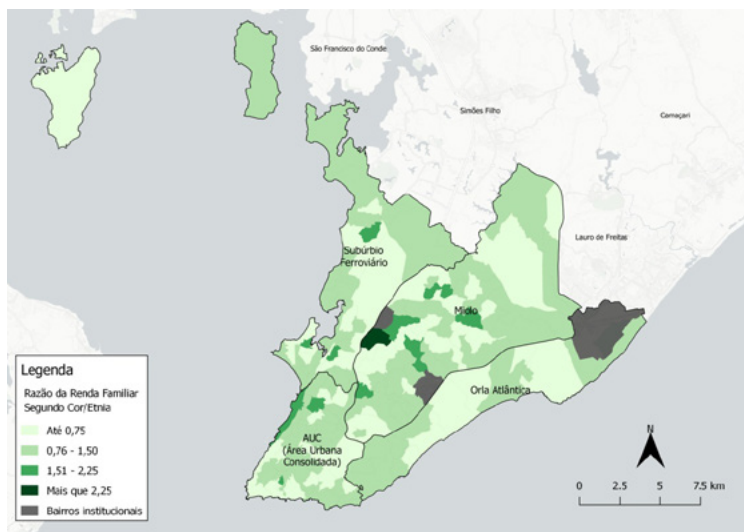 São Francisco do Conde
Simões Filho
Camaçari
Lauro de Freitas
Subúrbio
Ferroviário
Miolo
Orla Atlântica
AUC
(Área Urbana
Consolidada)
Legenda
Razão da Renda Familiar
Segundo Cor/Etnia
Até 0,75
0,76 - 1,50
1,51 - 2,25
Mais que 2,25
Bairros institucionais
N
0 2.5 5 7.5 km